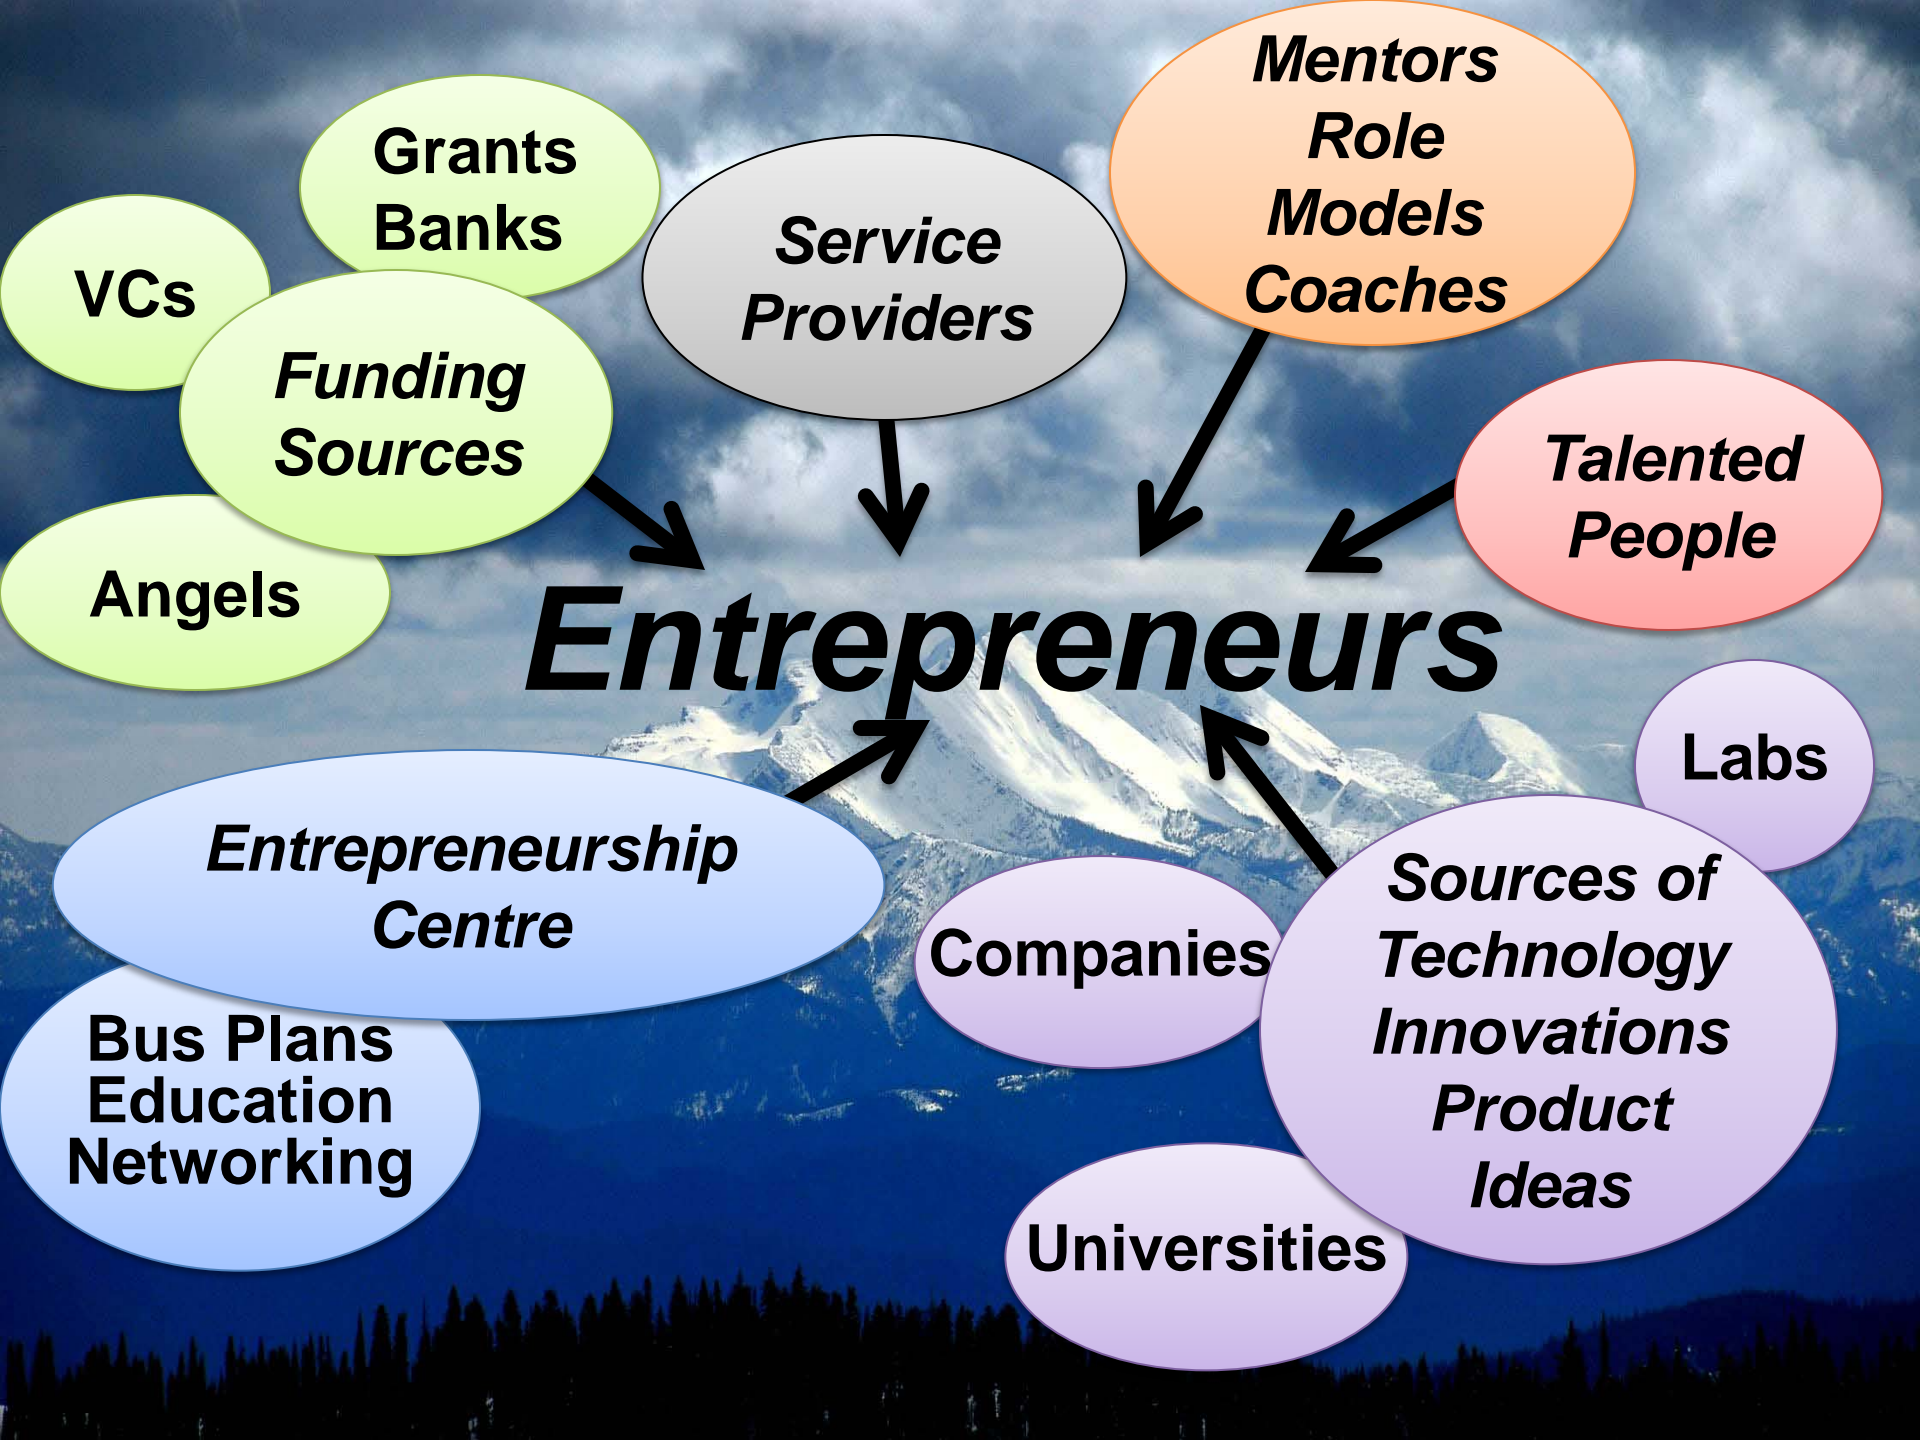 Mentors
Role
Models
Coaches
Grants
Banks
Service
Providers
VCs
Funding
Sources
Talented
People
Angels
Entrepreneurs
Labs
Entrepreneurship
Centre
Sources of
Technology
Innovations
Product
Ideas
Companies
Bus Plans
Education
Networking
Universities